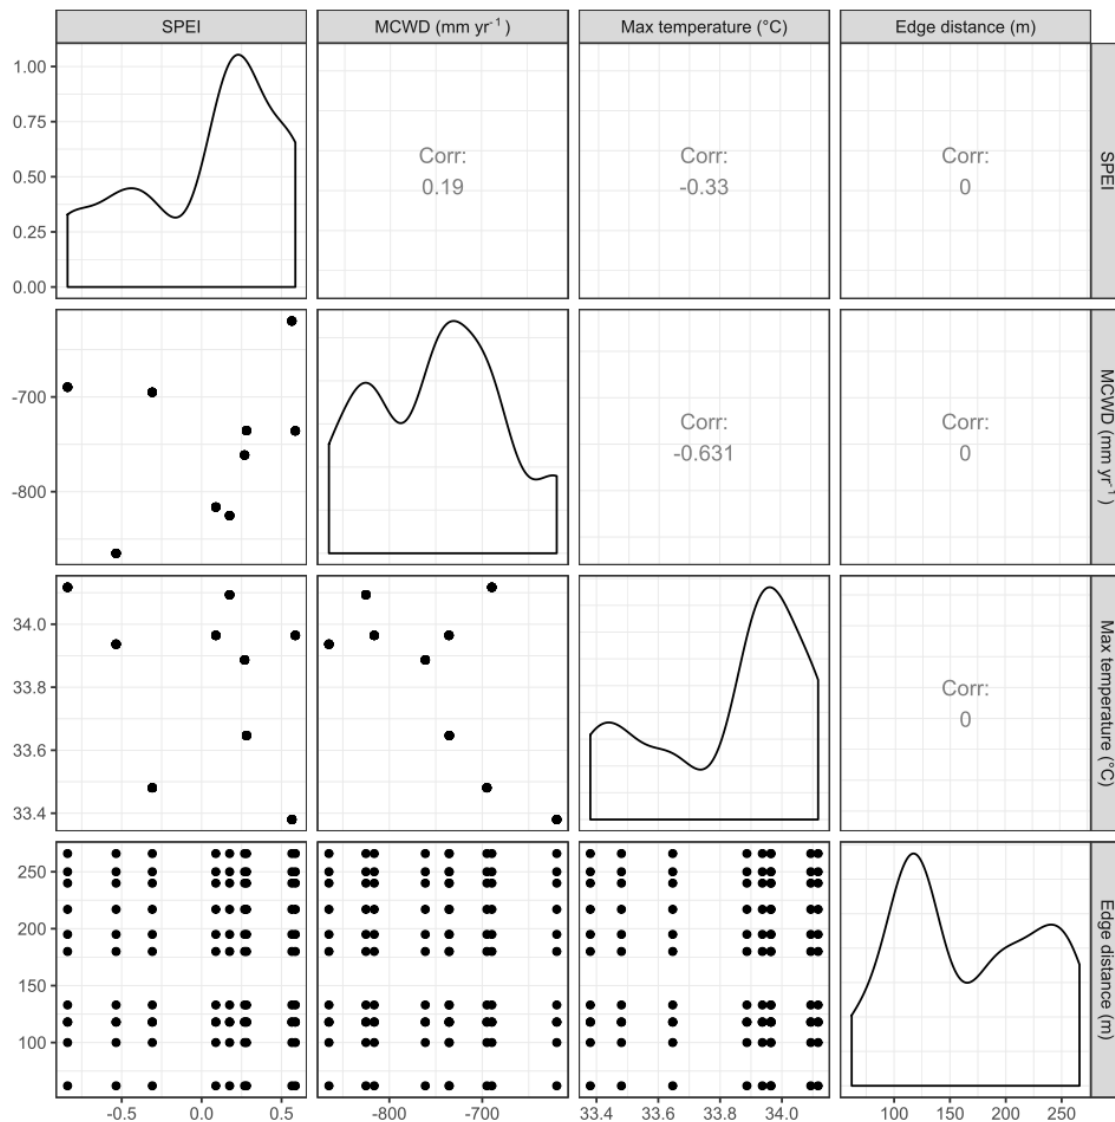 SPEI
MCWD (mm yr⁻¹)
Max temperature (°C)
Edge distance (m)
1.00
0.75
0.50
0.25
0.00
Corr:
0.19
Corr:
-0.33
Corr:
0
SPEI
-700
-800
Corr:
-0.631
Corr:
0
MCWD (mm yr⁻¹)
34.0
33.8
33.6
33.4
Corr:
0
Max temperature (°C)
250
200
150
100
Edge distance (m)
-0.5
0.0
0.5
-800
-700
33.4
33.6
33.8
34.0
100
150
200
250